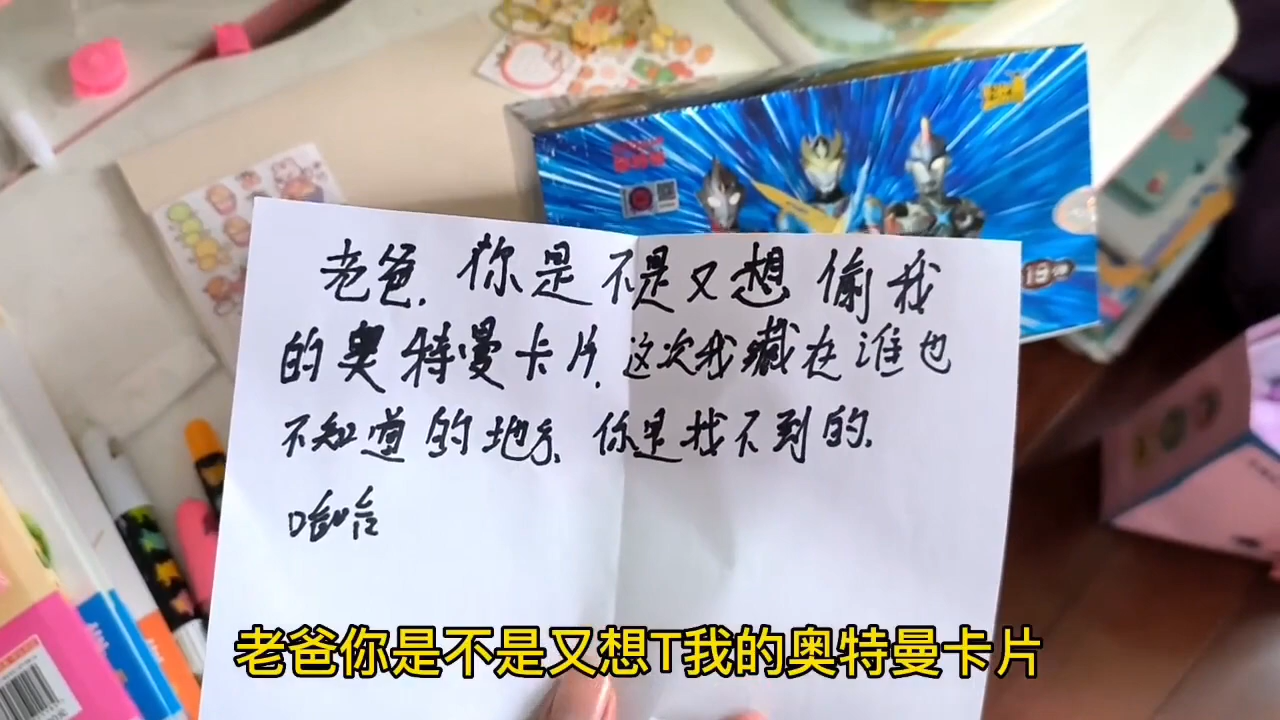 老爸.你是不是又想偷我
的奥特曼卡片.这次我藏在谁也
不知道的地方.你是找不到的.
哈哈
老爸你是不是又想T我的奥特曼卡片